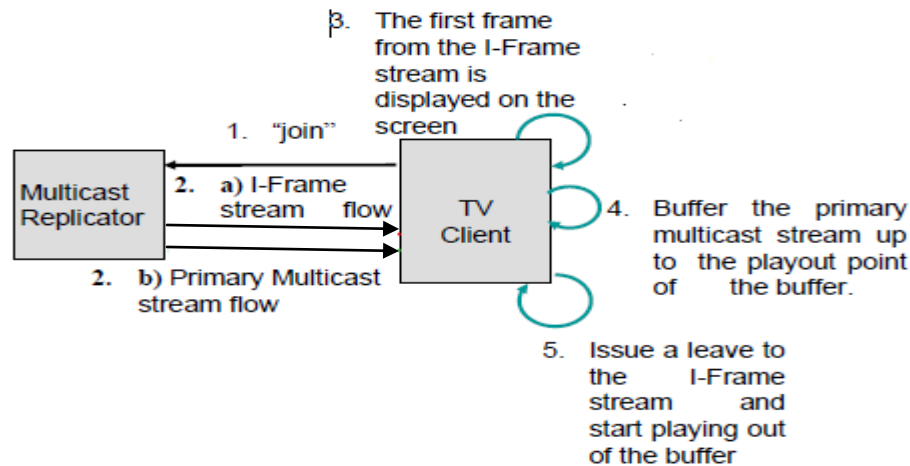 3. The first frame
from the I-Frame
stream is
displayed on the
screen
1. “join”
Multicast
Replicator
2. a) I-Frame
stream flow
TV
Client
4. Buffer the primary
multicast stream up
to the playout point
of the buffer.
2. b) Primary Multicast
stream flow
5. Issue a leave to
the I-Frame
stream and
start playing out
of the buffer